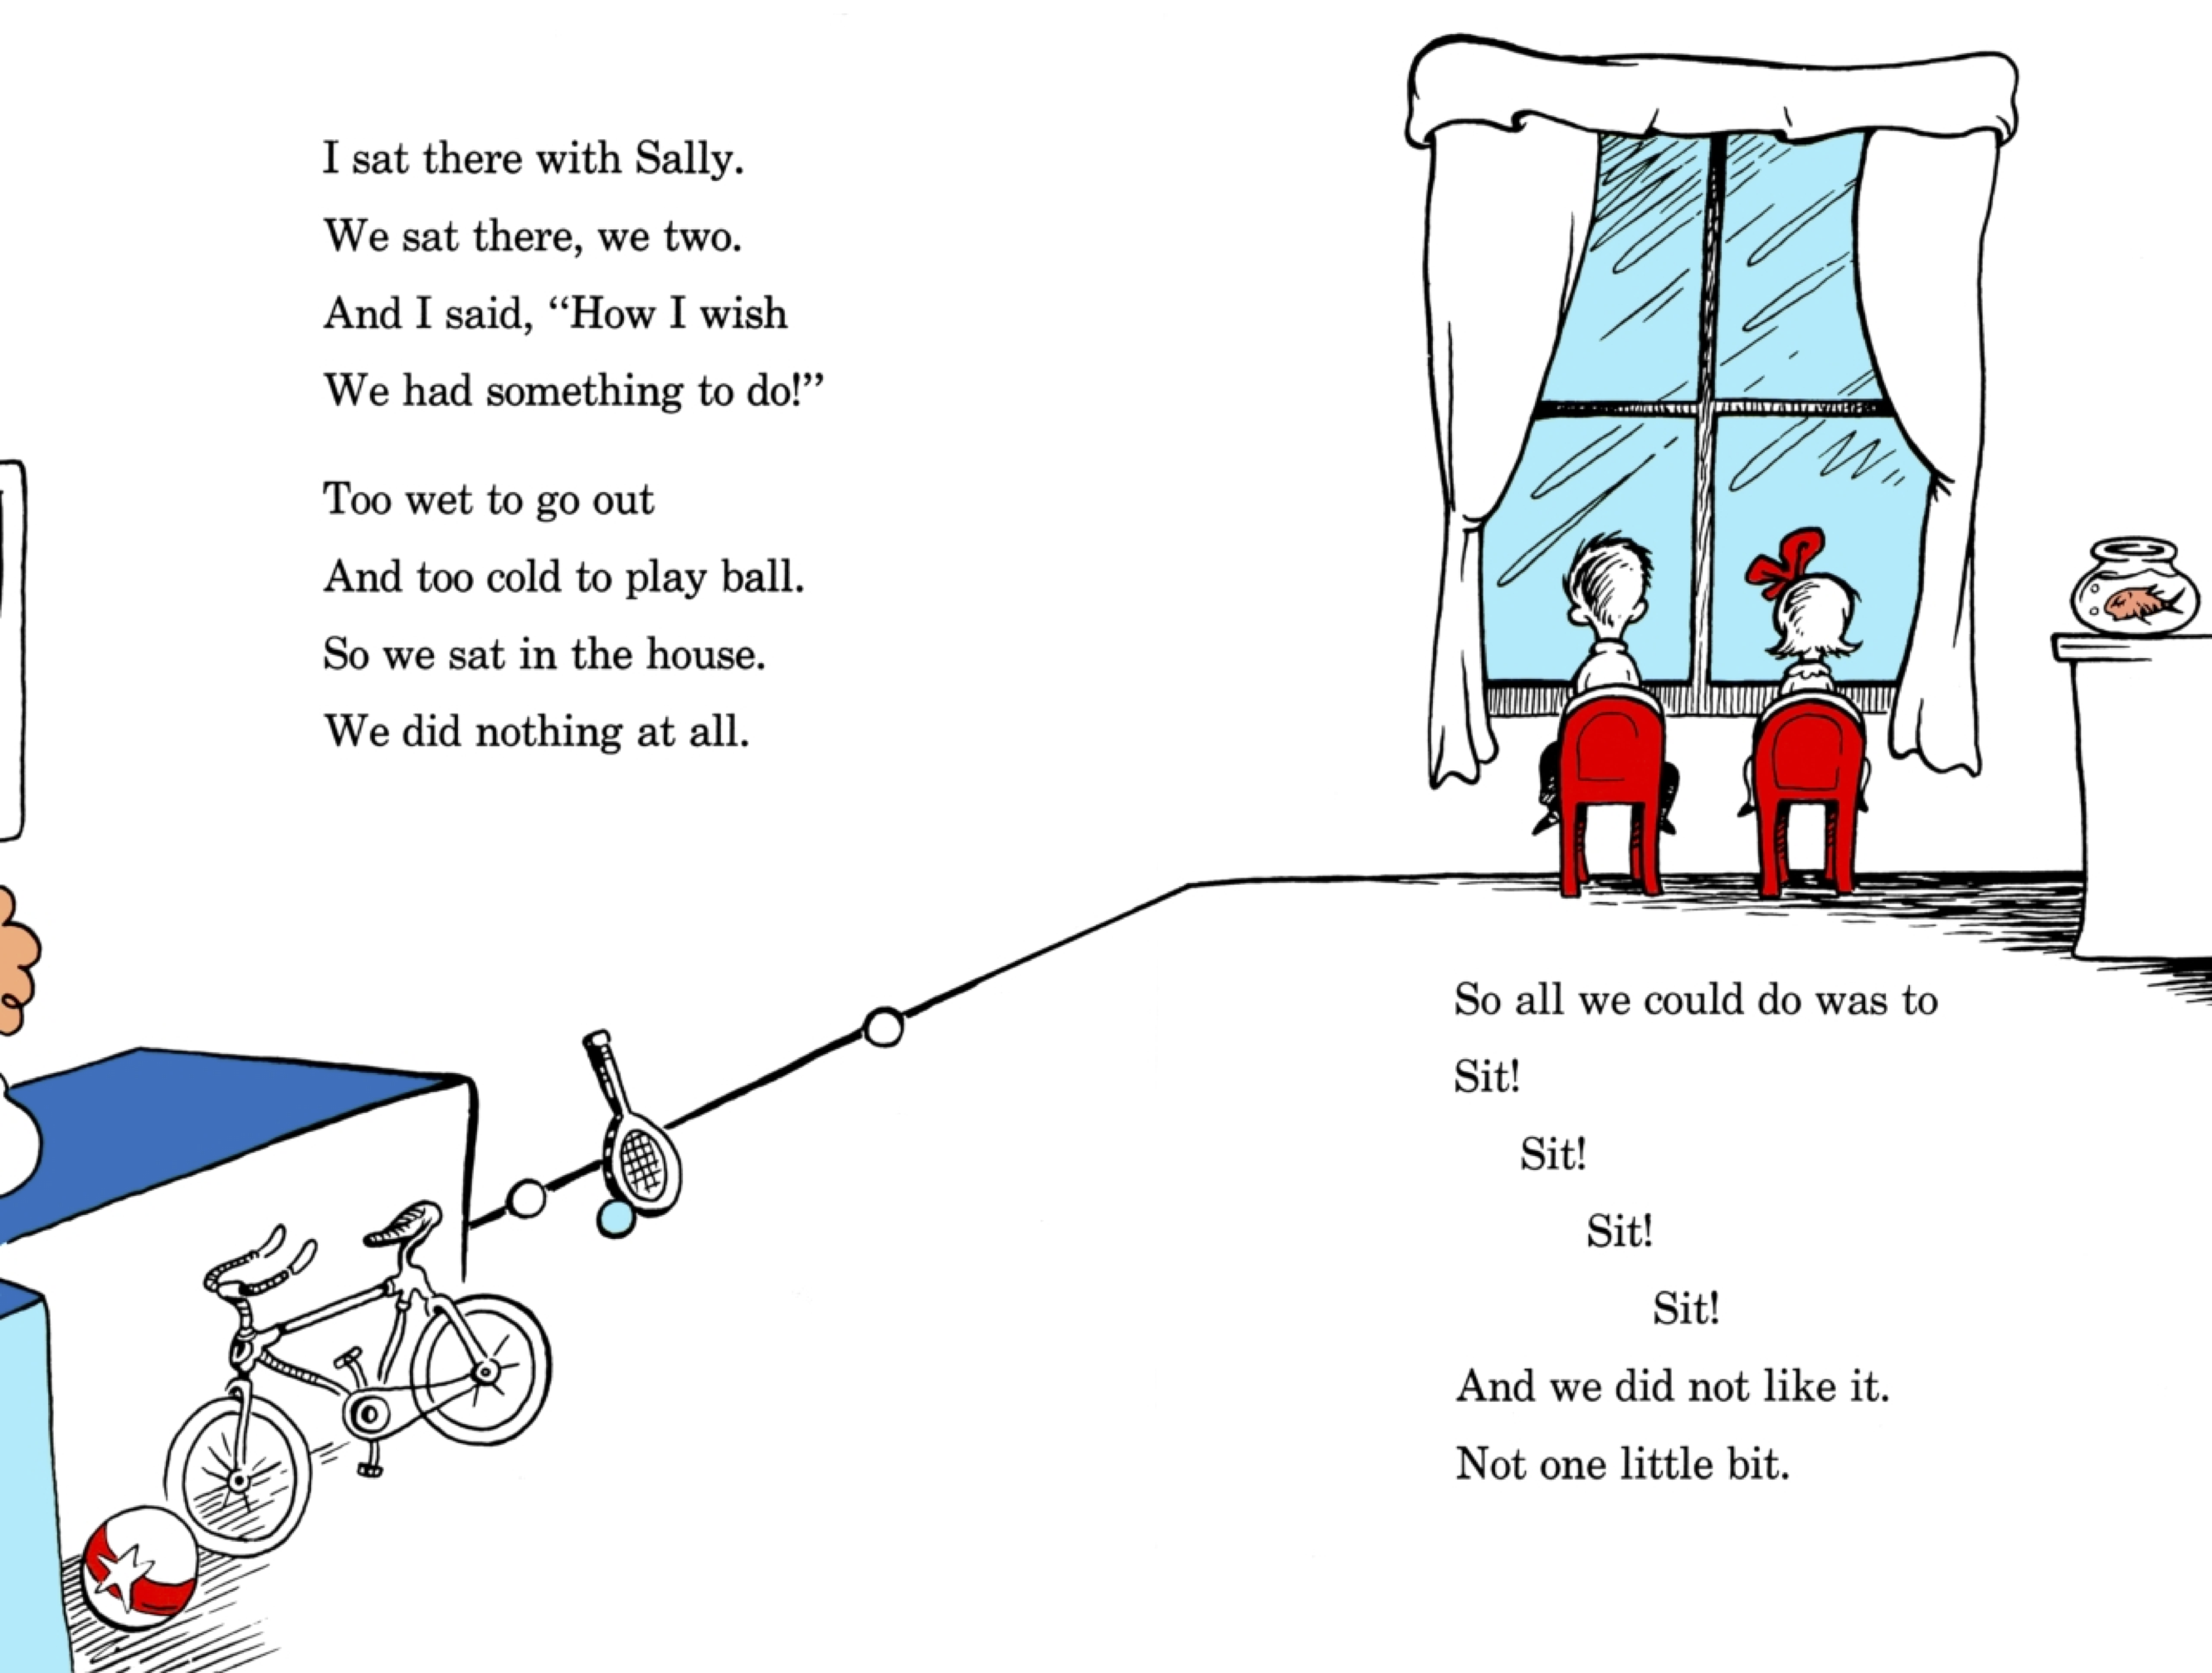 I sat there with Sally.
We sat there, we two.
And I said, “How I wish
We had something to do!”
Too wet to go out
And too cold to play ball.
So we sat in the house.
We did nothing at all.
So all we could do was to
Sit!
Sit!
Sit!
Sit!
And we did not like it.
Not one little bit.